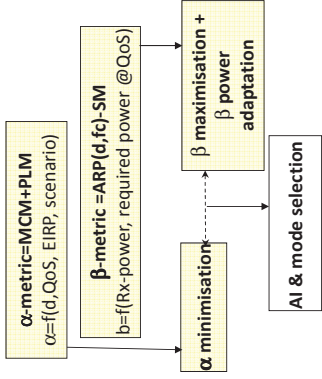 α-metric=MCM+PLM
α=f(d,QoS, EIRP, scenario)
β-metric =ARP(d,fc)-SM
b=f(Rx-power, required power @QoS)
α minimisation
β maximisation +
β power
adaptation
AI & mode selection